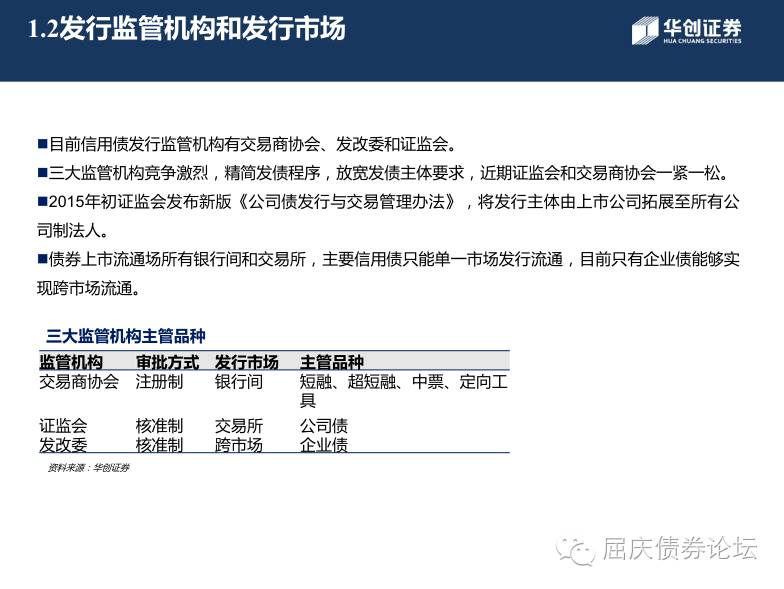 1.2发行监管机构和发行市场
华创证券
HUA CHUANG SECURITIES
■目前信用债发行监管机构有交易商协会、发改委和证监会。
■三大监管机构竞争激烈，精简发债程序，放宽发债主体要求，近期证监会和交易商协会一紧一松。
■2015年初证监会发布新版《公司债发行与交易管理办法》，将发行主体由上市公司拓展至所有公
司制法人。
■债券上市流通场所有银行间和交易所，主要信用债只能单一市场发行流通，目前只有企业债能够实
现跨市场流通。
三大监管机构主管品种
监管机构 审批方式 发行市场 主管品种
交易商协会 注册制 银行间 短融、超短融、中票、定向工
具
证监会 核准制 交易所 公司债
发改委 核准制 跨市场 企业债
资料来源：华创证券
屈庆债券论坛